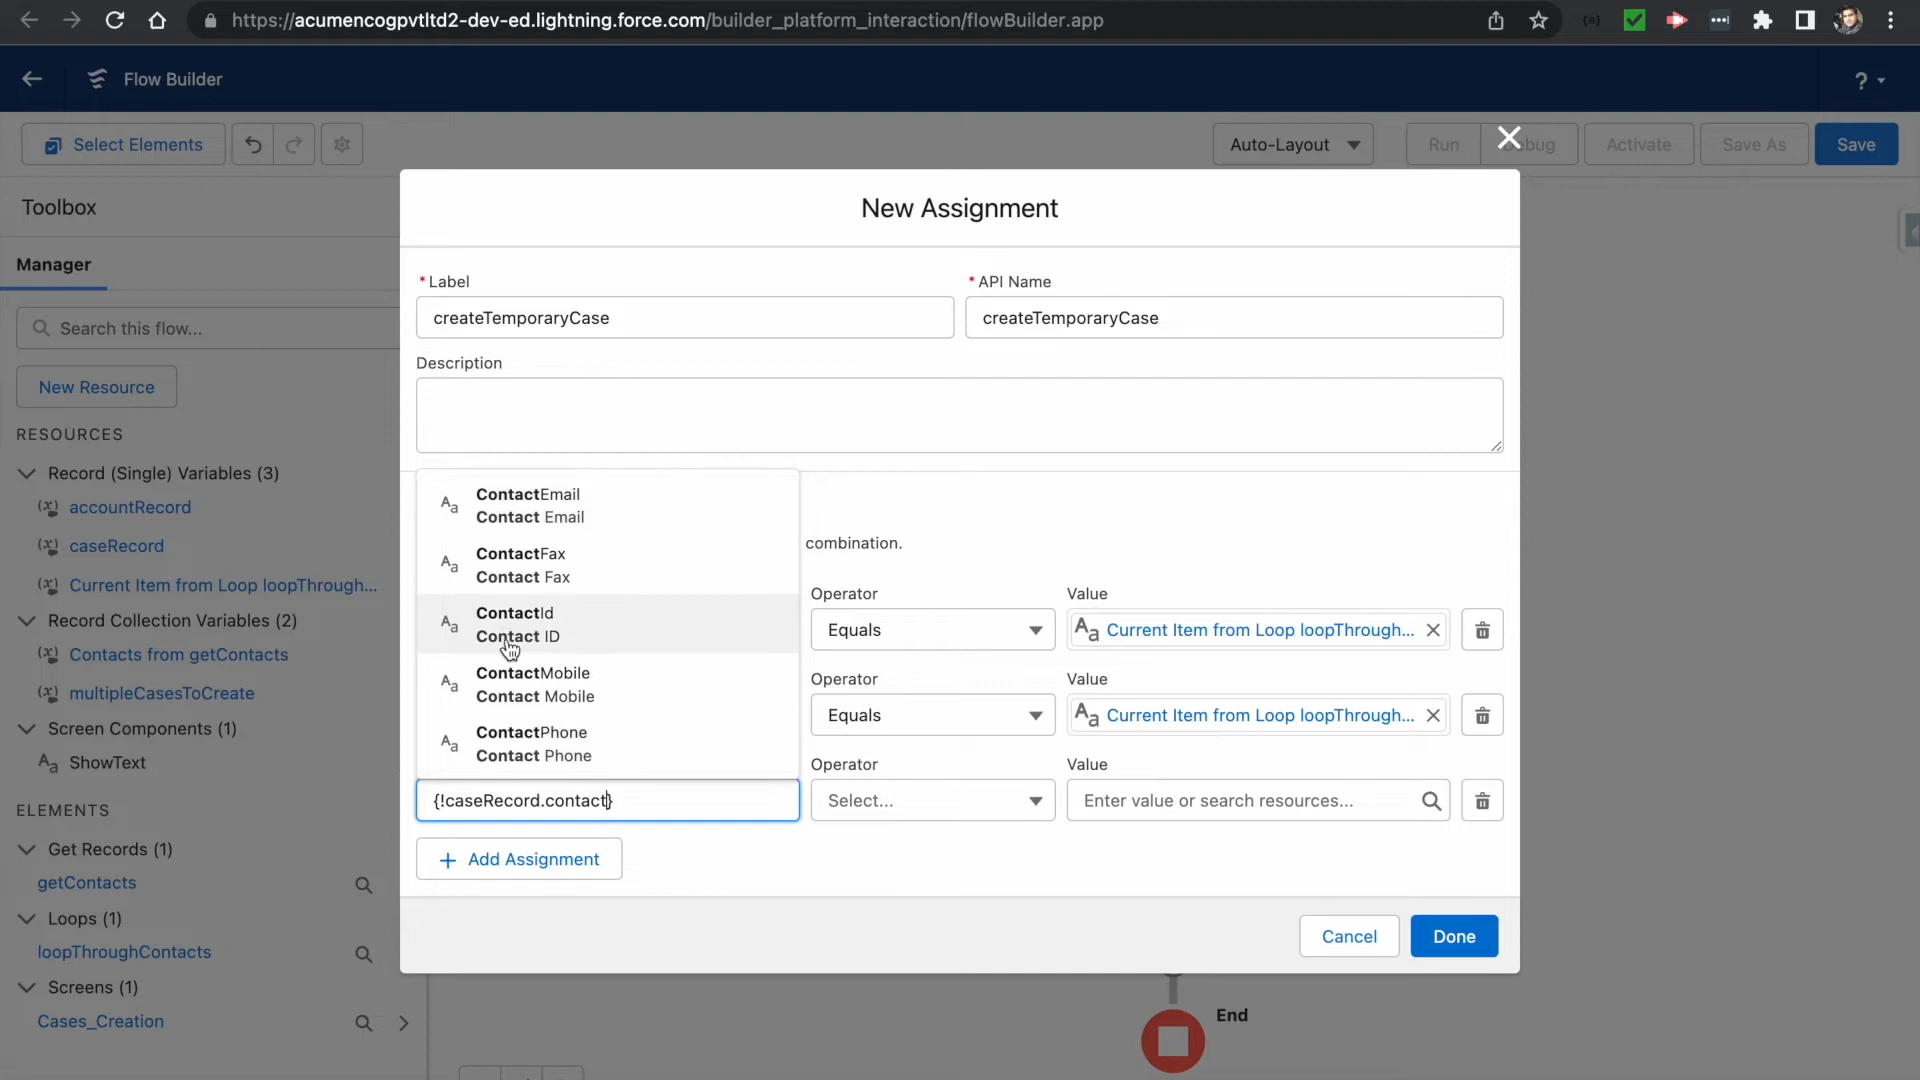 https://acumencogpvtltd2-dev-ed.lightning.force.com/builder_platform_interaction/flowBuilder.app
Flow Builder
?
Select Elements
Auto-Layout
Run
Debug
Activate
Save As
Save
Toolbox
Manager
Search this flow...
New Resource
RESOURCES
Record (Single) Variables (3)
accountRecord
caseRecord
Current Item from Loop loopThrough...
Record Collection Variables (2)
Contacts from getContacts
multipleCasesToCreate
Screen Components (1)
ShowText
ELEMENTS
Get Records (1)
getContacts
Loops (1)
loopThroughContacts
Screens (1)
Cases_Creation
New Assignment
* Label
* API Name
createTemporaryCase
createTemporaryCase
Description
ContactEmail
Contact Email
ContactFax
Contact Fax
ContactId
Contact ID
ContactMobile
Contact Mobile
ContactPhone
Contact Phone
combination.
Operator
Value
Equals
Current Item from Loop loopThrough...
Operator
Value
Equals
Current Item from Loop loopThrough...
Operator
Value
{!caseRecord.contact}
Select...
Enter value or search resources...
+ Add Assignment
Cancel
Done
End